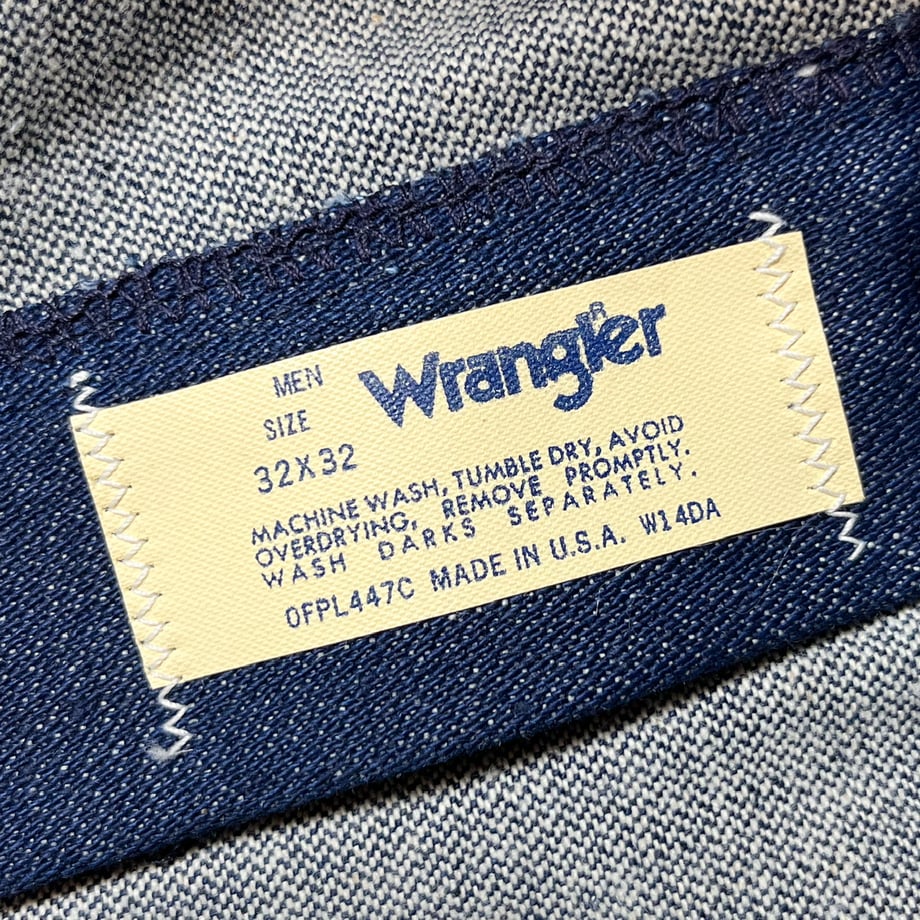 MEN
Wrangler
SIZE
32X32
MACHINE WASH, TUMBLE DRY, AVOID
OVERDRYING, REMOVE PROMPTLY.
WASH DARKS SEPARATELY.
0FPL447C MADE IN U.S.A. W14DA